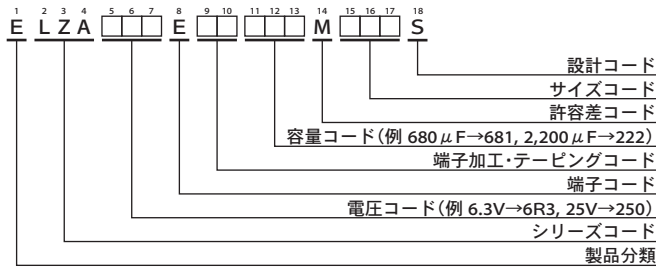 1 2 3 4 5 6 7 8 9 10 11 12 13 14 15 16 17 18
E L Z A □□□ E □□ □□□ M □□□ S
設計コード
サイズコード
許容差コード
容量コード(例 680μF→681, 2,200μF→222)
端子加工・テーピングコード
端子コード
電圧コード(例 6.3V→6R3, 25V→250)
シリーズコード
製品分類